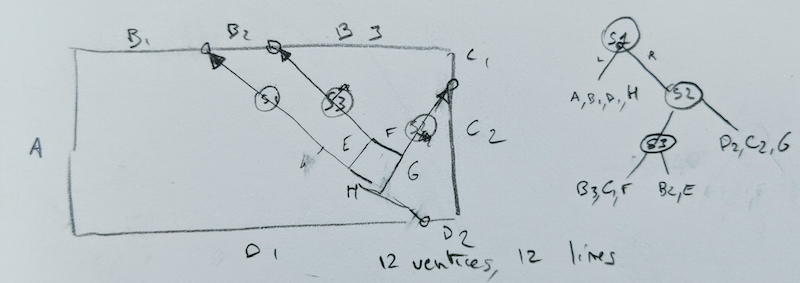 B1 B2 B3
C1
S1
L R
S1 S3
A, B1, D1, H S2
A E F S2 C2
S3 D2, C2, G
G
H B3, C1, F B2, E
D1 D2
12 vertices, 12 lines